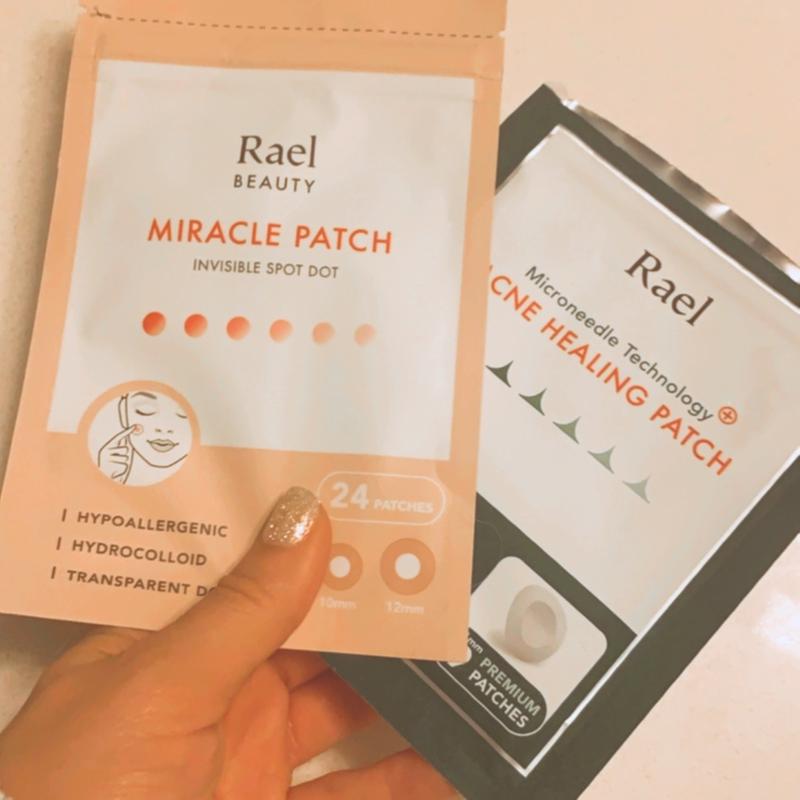 Rael
BEAUTY
MIRACLE PATCH
INVISIBLE SPOT DOT
24 PATCHES
HYPOALLERGENIC
HYDROCOLLOID
TRANSPARENT
10mm
12mm
Rael
Microneedle Technology
CNE HEALING PATCH
mm
PREMIUM
PATCHES